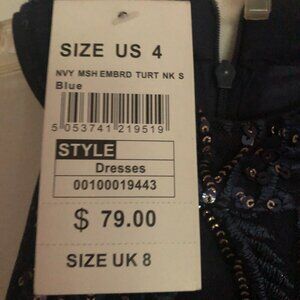 SIZE US 4
NVY MSH EMBRD TURT NK S
Blue
5 053741 219519
STYLE
Dresses
00100019443
$ 79.00
SIZE UK 8